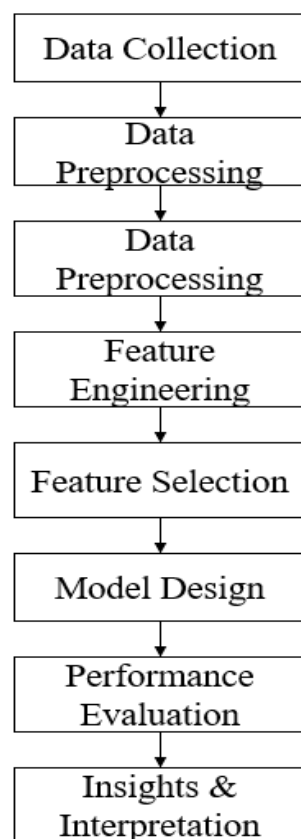 Data Collection
Data
Preprocessing
Data
Preprocessing
Feature
Engineering
Feature Selection
Model Design
Performance
Evaluation
Insights &
Interpretation